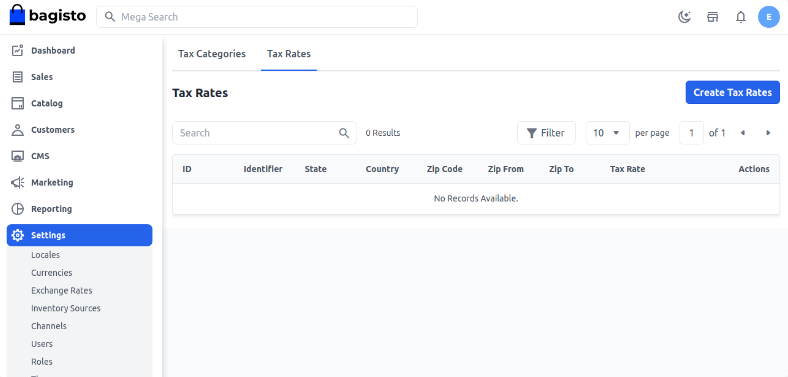 bagisto
Mega Search
E
Dashboard
Sales
Catalog
Customers
CMS
Marketing
Reporting
Settings
Locales
Currencies
Exchange Rates
Inventory Sources
Channels
Users
Roles
Tax Categories
Tax Rates
Tax Rates
Create Tax Rates
Search
0 Results
Filter
10
per page
1
of 1
ID Identifier State Country Zip Code Zip From Zip To Tax Rate Actions
No Records Available.